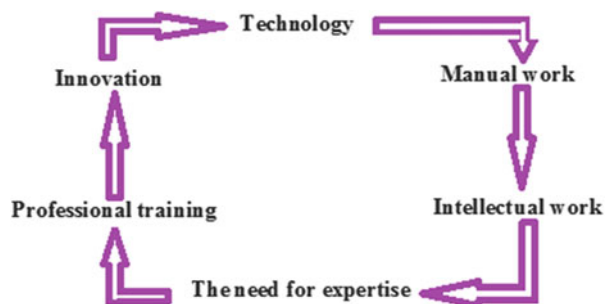 Technology
Innovation
Manual work
Professional training
Intellectual work
The need for expertise